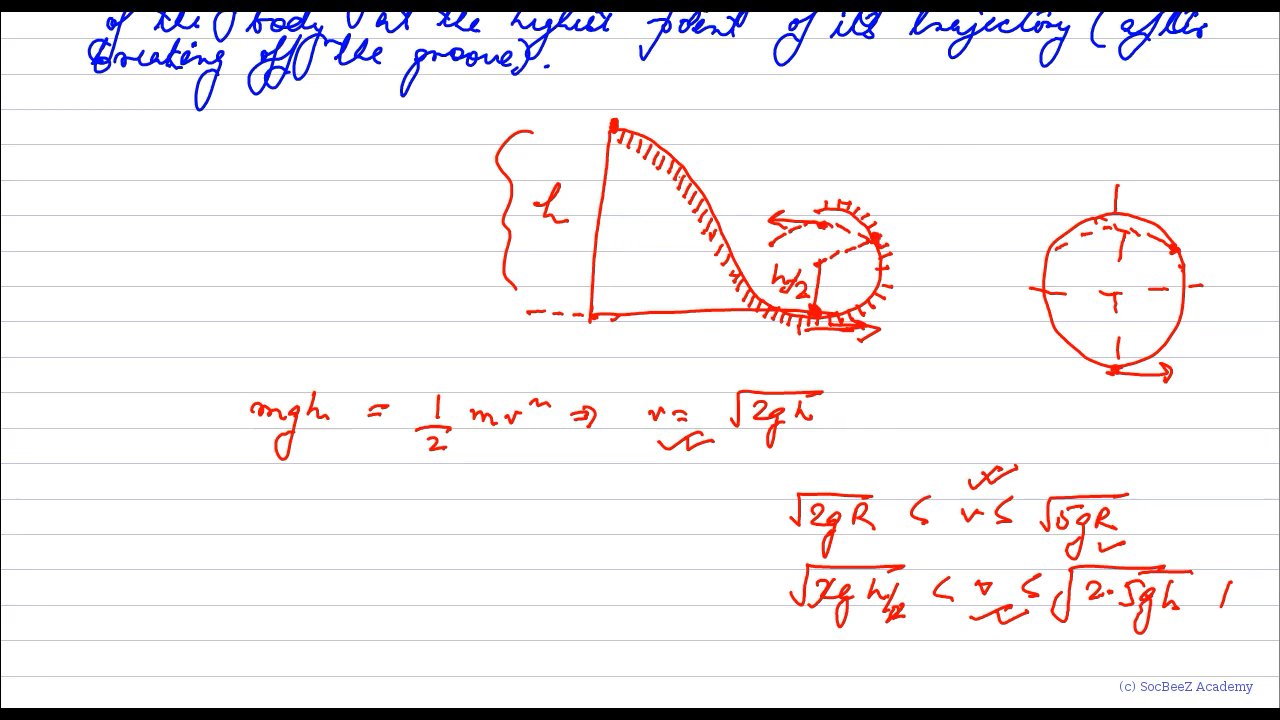 of the body at the highest point of its trajectory (after
breaking off the groove).
h
h/2
mgh = 1/2 mv² ⇒ v = √2gh
√2gR < v < √5gR
√2g h/2 < v < √2.5gh
(c) SocBeeZ Academy